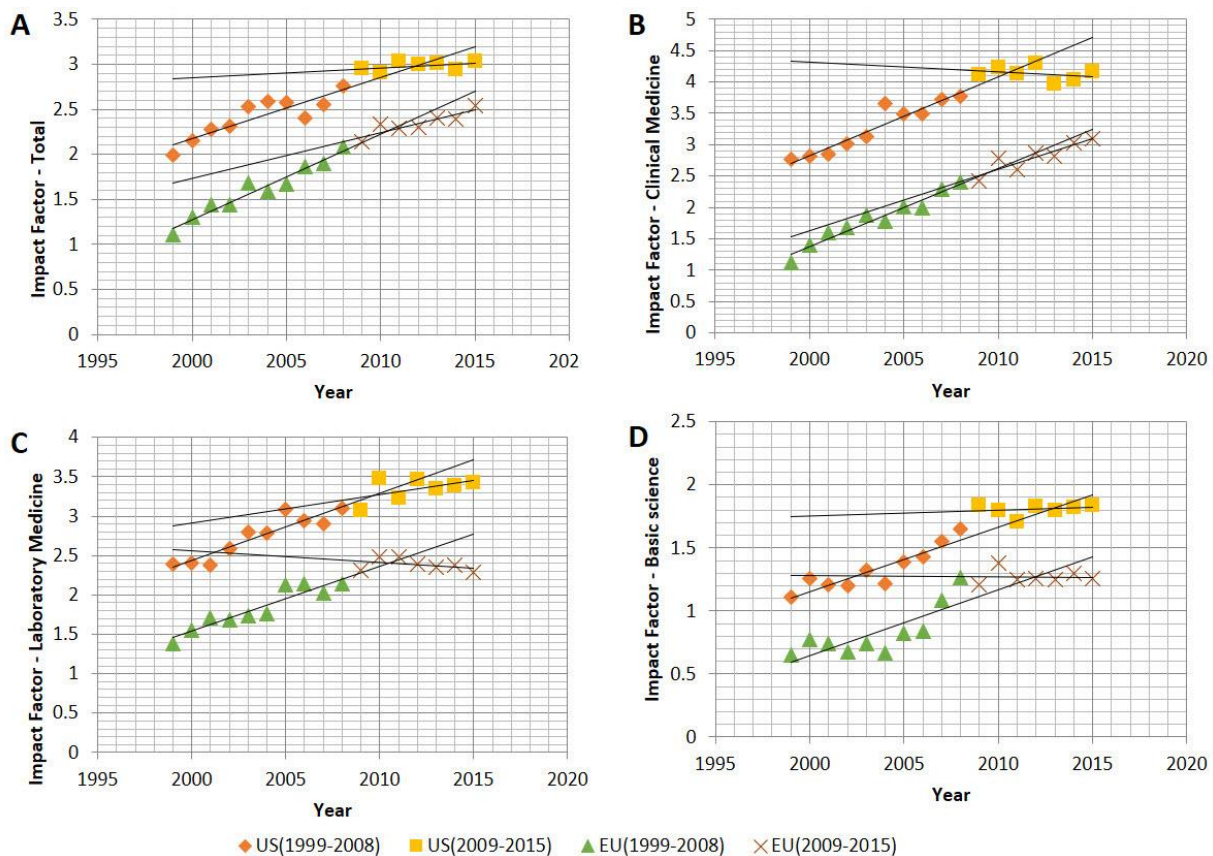 A
Impact Factor - Total
3.5
3
2.5
2
1.5
1
0.5
0
1995 2000 2005 2010 2015 202
Year
B
Impact Factor - Clinical Medicine
5
4.5
4
3.5
3
2.5
2
1.5
1
0.5
0
1995 2000 2005 2010 2015 2020
Year
C
Impact Factor - Laboratory Medicine
4
3.5
3
2.5
2
1.5
1
0.5
0
1995 2000 2005 2010 2015 2020
Year
D
Impact Factor - Basic science
2.5
2
1.5
1
0.5
0
1995 2000 2005 2010 2015 2020
Year
US(1999-2008) US(2009-2015) EU(1999-2008) EU(2009-2015)